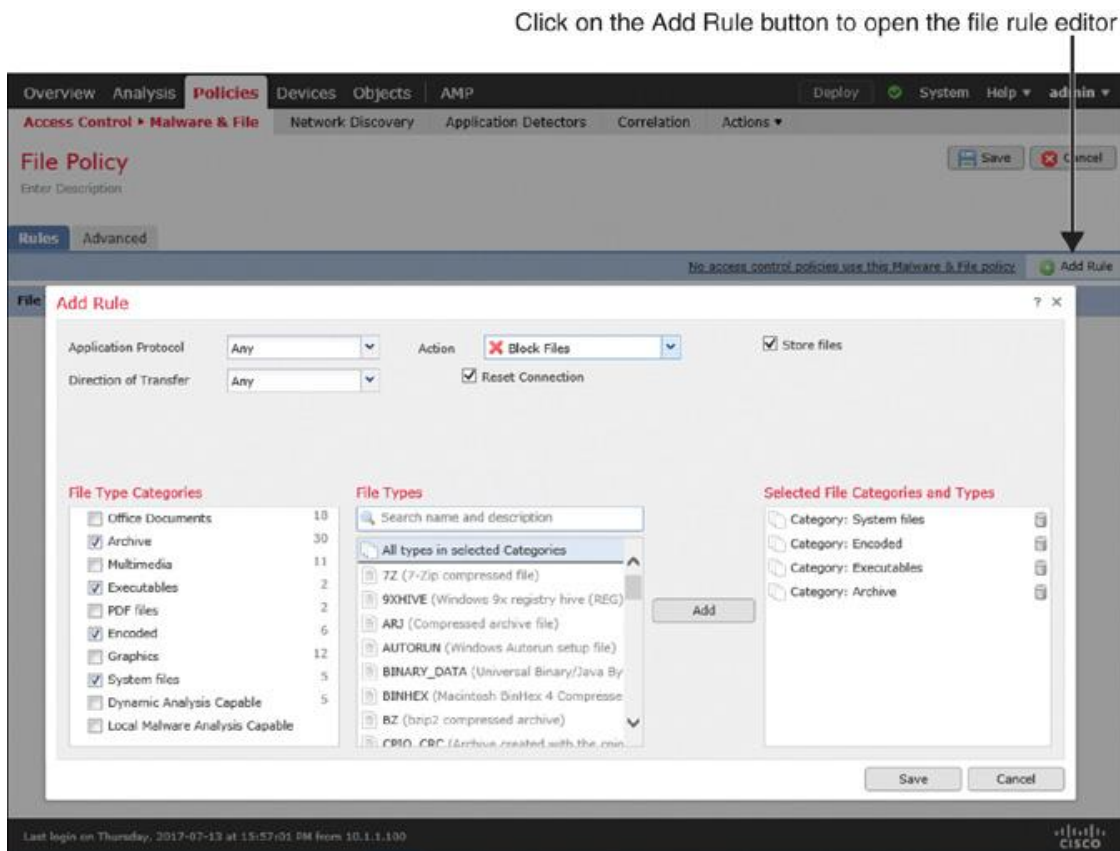 Click on the Add Rule button to open the file rule editor
Overview Analysis Policies Devices Objects AMP Deploy System Help admin
Access Control Malware & File Network Discovery Application Detectors Correlation Actions
File Policy
Save Cancel
Enter Description
Rules Advanced
No access control policies use this Malware & File policy Add Rule
File
Add Rule ? ×
Application Protocol Any Action Block Files Store files
Direction of Transfer Any Reset Connection
File Type Categories
Office Documents 18
Archive 30
Multimedia 11
Executables 2
PDF files 2
Encoded 6
Graphics 12
System files 5
Dynamic Analysis Capable 5
Local Malware Analysis Capable
File Types
Search name and description
All types in selected Categories
7Z (7-Zip compressed file)
9XHIVE (Windows 9x registry hive (REG)
ARJ (Compressed archive file)
AUTORUN (Windows Autorun setup file)
BINARY_DATA (Universal Binary/Java By
BINHEX (Macintosh BinHex 4 Compresse
BZ (bzip2 compressed archive)
CPIO_CRC (Archive created with the cpio
Add
Selected File Categories and Types
Category: System files
Category: Encoded
Category: Executables
Category: Archive
Save Cancel
Last login on Thursday, 2017-07-13 at 15:57:01 PM from 10.1.1.100
CISCO